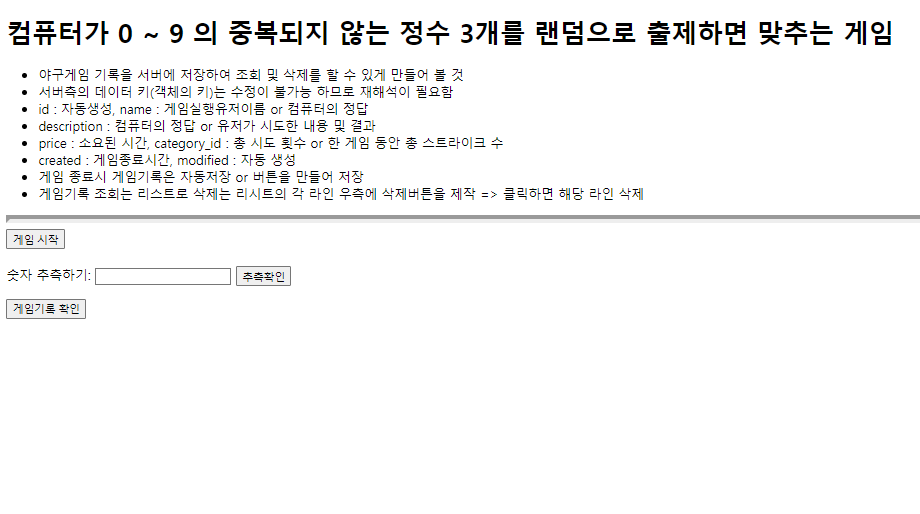 컴퓨터가 0 ~ 9 의 중복되지 않는 정수 3개를 랜덤으로 출제하면 맞추는 게임
야구게임 기록을 서버에 저장하여 조회 및 삭제를 할 수 있게 만들어 볼 것
서버측의 데이터 키(객체의 키)는 수정이 불가능 하므로 재해석이 필요함
id : 자동생성, name : 게임실행유저이름 or 컴퓨터의 정답
description : 컴퓨터의 정답 or 유저가 시도한 내용 및 결과
price : 소요된 시간, category_id : 총 시도 횟수 or 한 게임 동안 총 스트라이크 수
created : 게임종료시간, modified : 자동 생성
게임 종료시 게임기록은 자동저장 or 버튼을 만들어 저장
게임기록 조회는 리스트로 삭제는 리시트의 각 라인 우측에 삭제버튼을 제작 => 클릭하면 해당 라인 삭제
게임 시작
숫자 추측하기: 추측확인
게임기록 확인